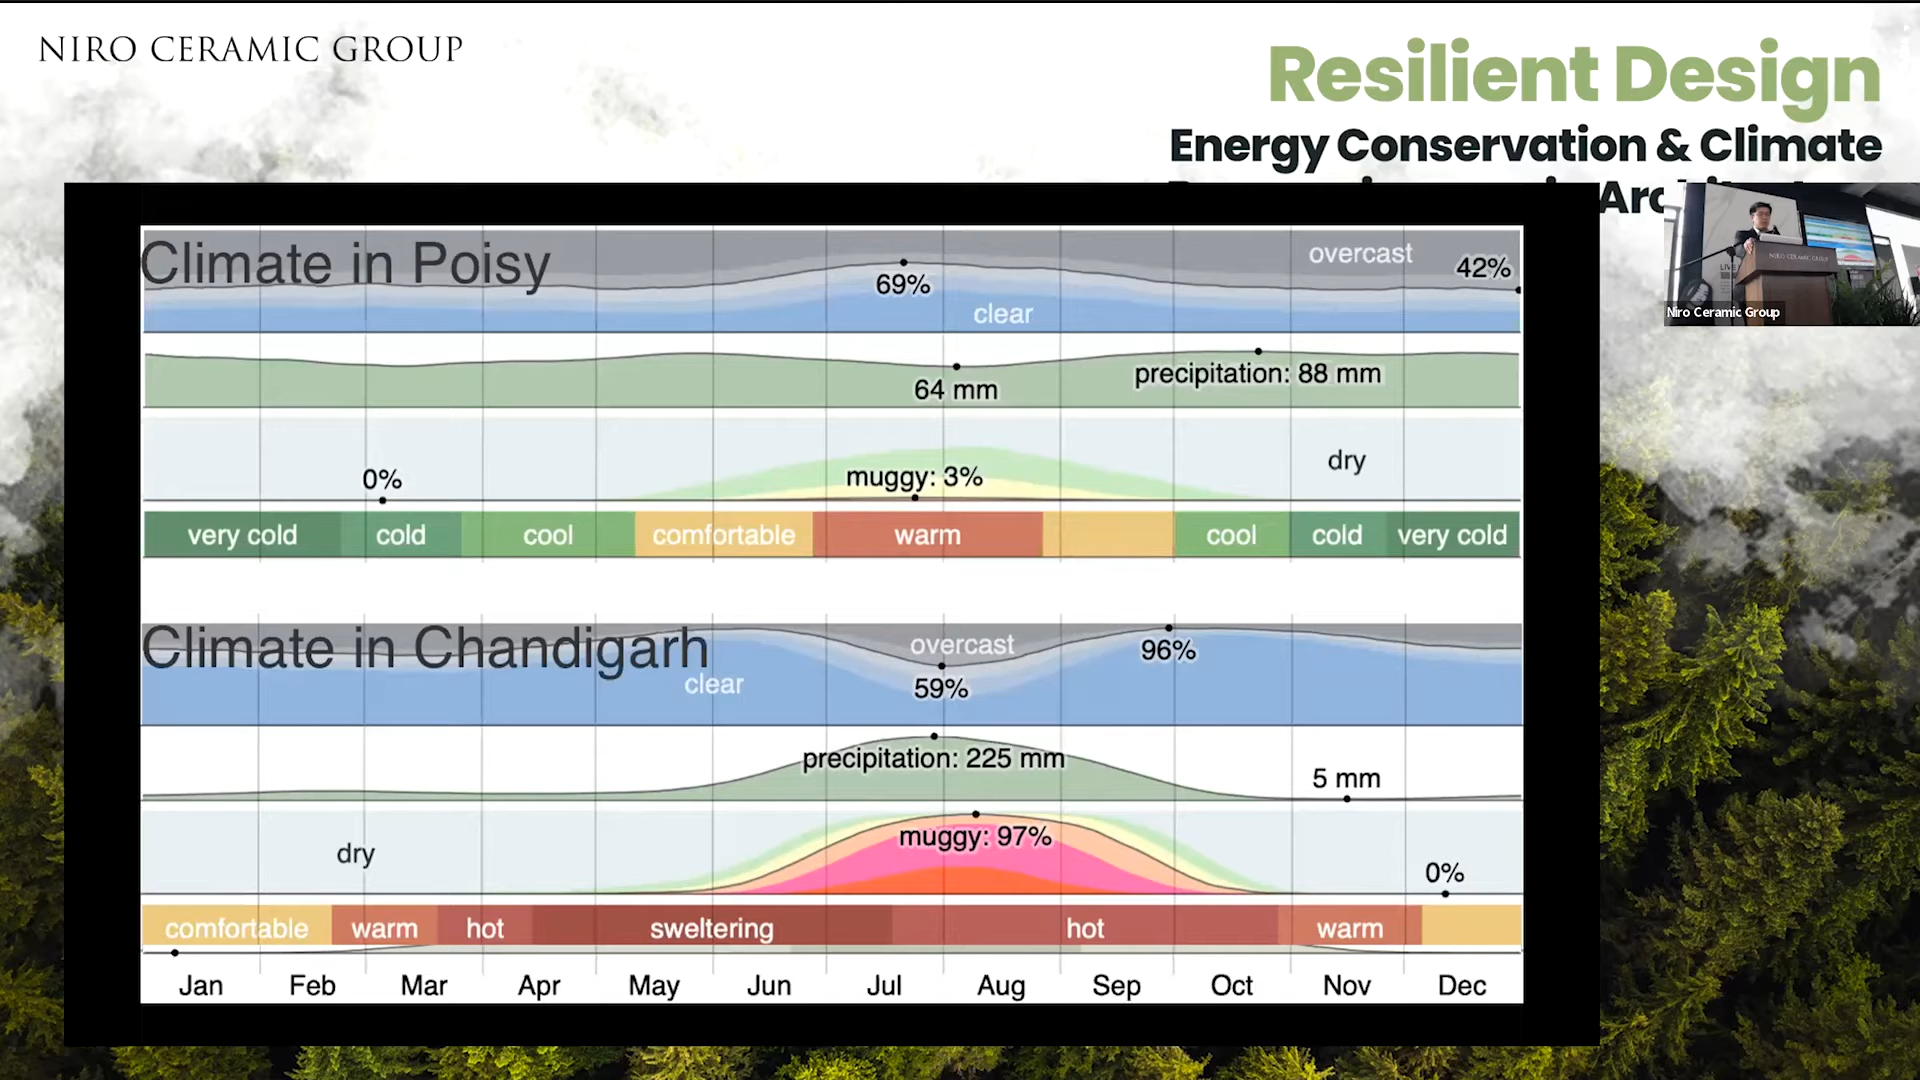 NIRO CERAMIC GROUP
Resilient Design
Energy Conservation & Climate
Niro Ceramic Group
Climate in Poisy
overcast
42%
69%
clear
precipitation: 88 mm
64 mm
dry
0%
muggy: 3%
very cold cold cool comfortable warm cool cold very cold
Climate in Chandigarh
overcast
96%
59%
clear
precipitation: 225 mm
5 mm
muggy: 97%
dry
0%
comfortable warm hot sweltering hot warm
Jan Feb Mar Apr May Jun Jul Aug Sep Oct Nov Dec